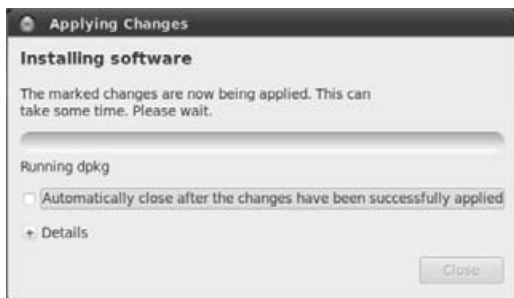 Applying Changes
Installing software
The marked changes are now being applied. This can
take some time. Please wait.
Running dpkg
Automatically close after the changes have been successfully applied
+ Details
Close